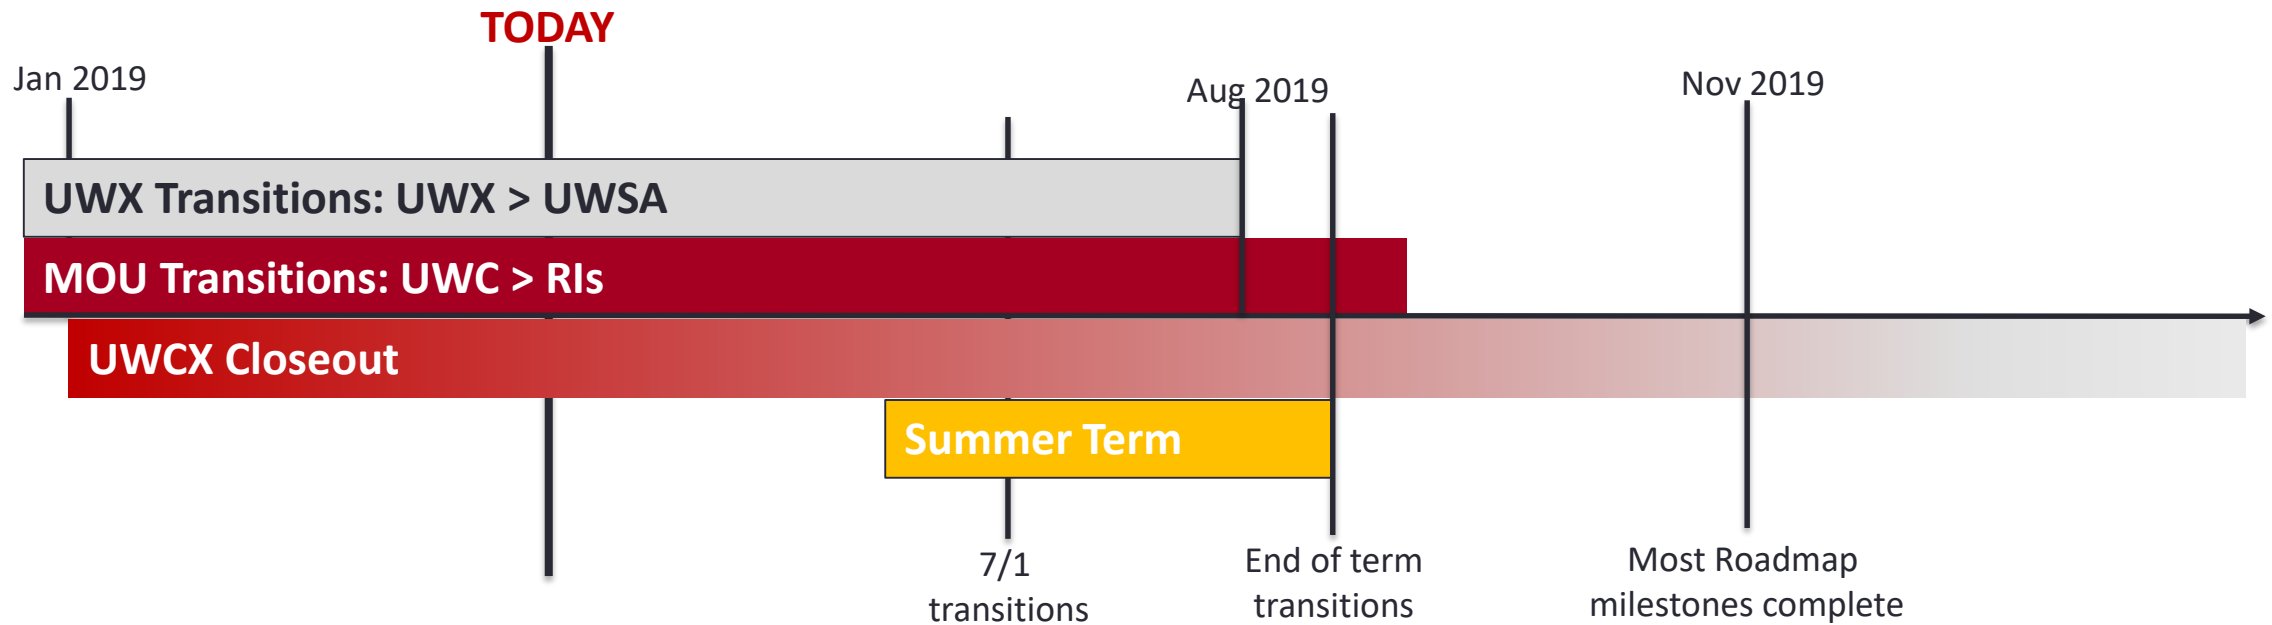 TODAY
Jan 2019
Aug 2019
Nov 2019
UWX Transitions: UWX > UWSA
MOU Transitions: UWC > RIs
UWCX Closeout
Summer Term
7/1
transitions
End of term
transitions
Most Roadmap
milestones complete